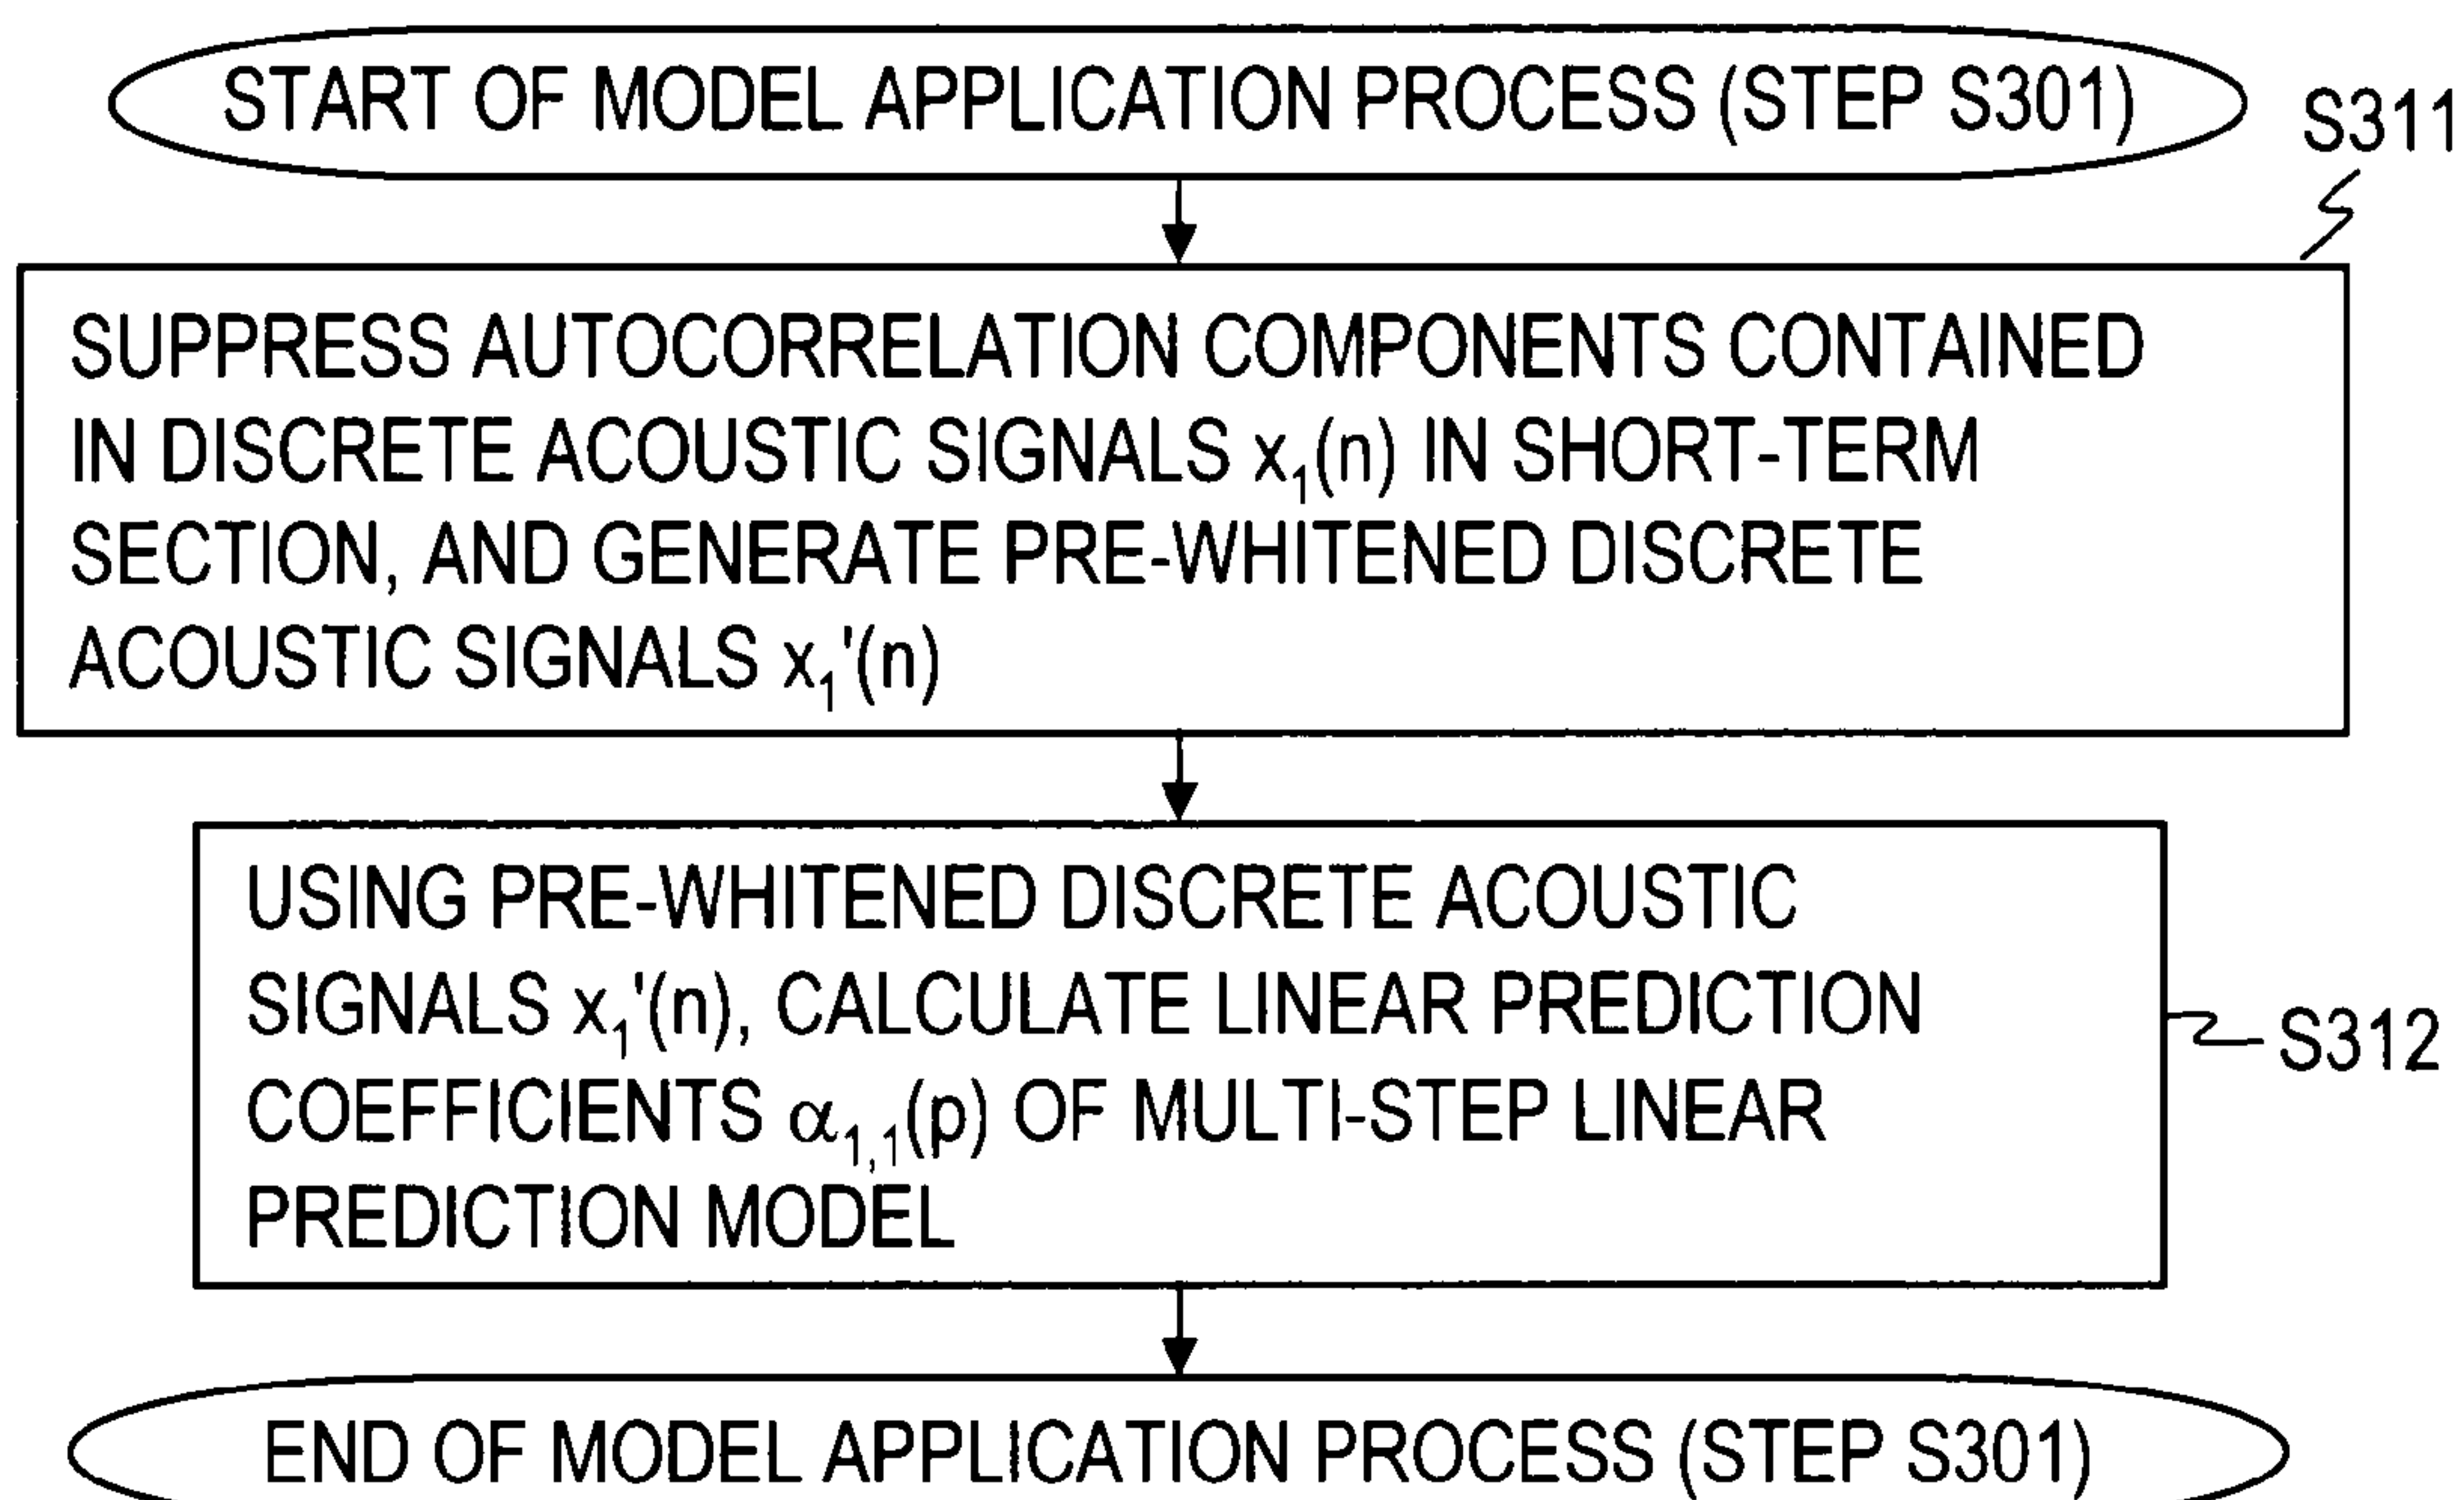 START OF MODEL APPLICATION PROCESS (STEP S301)
S311
SUPPRESS AUTOCORRELATION COMPONENTS CONTAINED
IN DISCRETE ACOUSTIC SIGNALS x₁(n) IN SHORT-TERM
SECTION, AND GENERATE PRE-WHITENED DISCRETE
ACOUSTIC SIGNALS x₁'(n)
USING PRE-WHITENED DISCRETE ACOUSTIC
SIGNALS x₁'(n), CALCULATE LINEAR PREDICTION
COEFFICIENTS α₁,₁(p) OF MULTI-STEP LINEAR
PREDICTION MODEL
S312
END OF MODEL APPLICATION PROCESS (STEP S301)